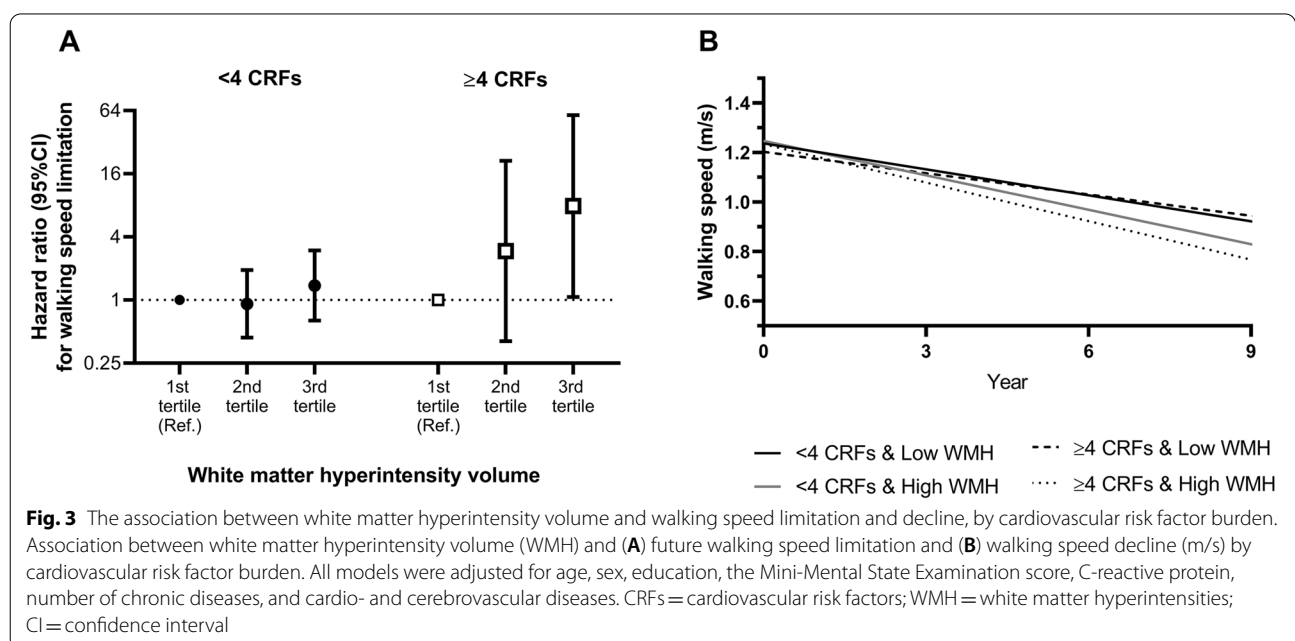 A
<4 CRFs
≥4 CRFs
Hazard ratio (95%CI)
for walking speed limitation
64
16
4
1
0.25
1st
tertile
(Ref.)
2nd
tertile
3rd
tertile
1st
tertile
(Ref.)
2nd
tertile
3rd
tertile
White matter hyperintensity volume
B
Walking speed (m/s)
1.4
1.2
1.0
0.8
0.6
0
3
6
9
Year
<4 CRFs & Low WMH
≥4 CRFs & Low WMH
<4 CRFs & High WMH
≥4 CRFs & High WMH
Fig. 3 The association between white matter hyperintensity volume and walking speed limitation and decline, by cardiovascular risk factor burden.
Association between white matter hyperintensity volume (WMH) and (A) future walking speed limitation and (B) walking speed decline (m/s) by
cardiovascular risk factor burden. All models were adjusted for age, sex, education, the Mini-Mental State Examination score, C-reactive protein,
number of chronic diseases, and cardio- and cerebrovascular diseases. CRFs = cardiovascular risk factors; WMH = white matter hyperintensities;
CI = confidence interval